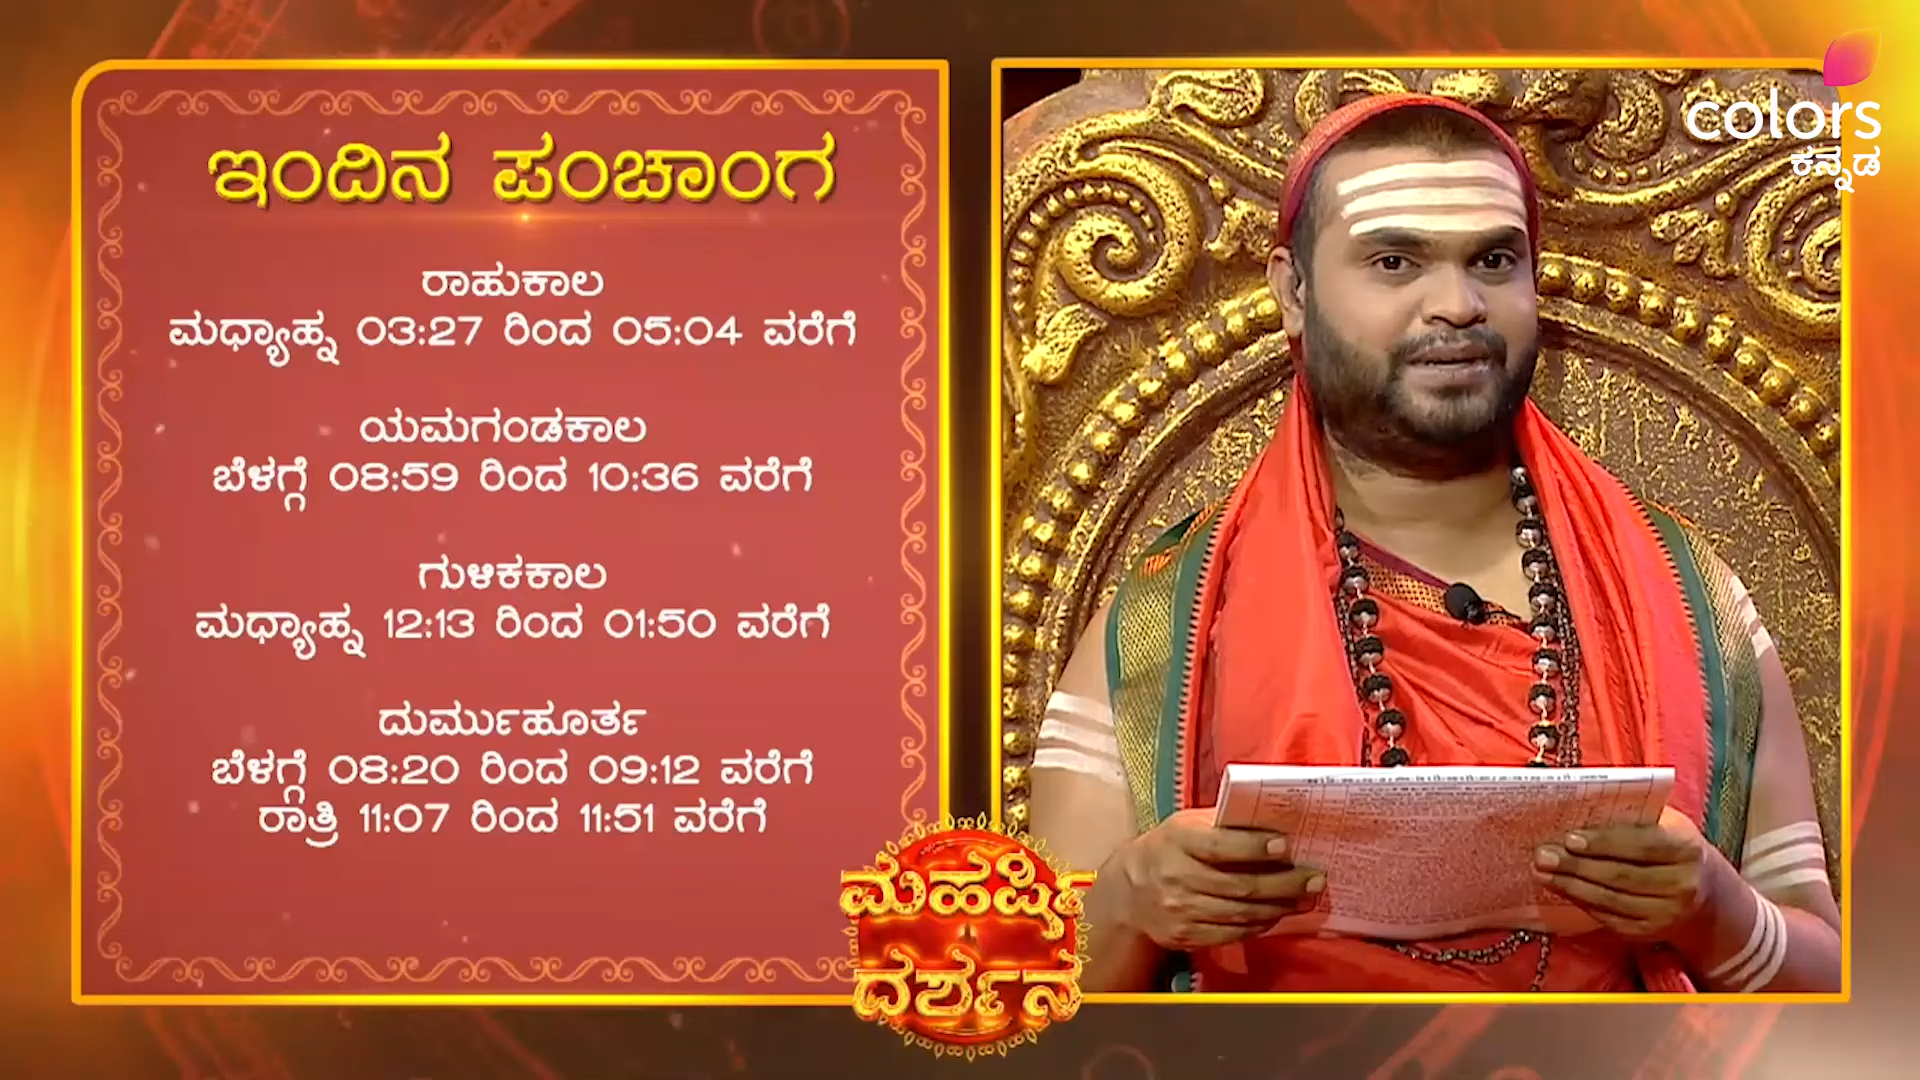 ಇಂದಿನ ಪಂಚಾಂಗ
ರಾಹುಕಾಲ
ಮಧ್ಯಾಹ್ನ 03:27 ರಿಂದ 05:04 ವರೆಗೆ
ಯಮಗಂಡಕಾಲ
ಬೆಳಗ್ಗೆ 08:59 ರಿಂದ 10:36 ವರೆಗೆ
ಗುಳಿಕಕಾಲ
ಮಧ್ಯಾಹ್ನ 12:13 ರಿಂದ 01:50 ವರೆಗೆ
ದುರ್ಮುಹೂರ್ತ
ಬೆಳಗ್ಗೆ 08:20 ರಿಂದ 09:12 ವರೆಗೆ
ರಾತ್ರಿ 11:07 ರಿಂದ 11:51 ವರೆಗೆ
ಮಹರ್ಷಿ
ದರ್ಶನ
colors
ಕನ್ನಡ